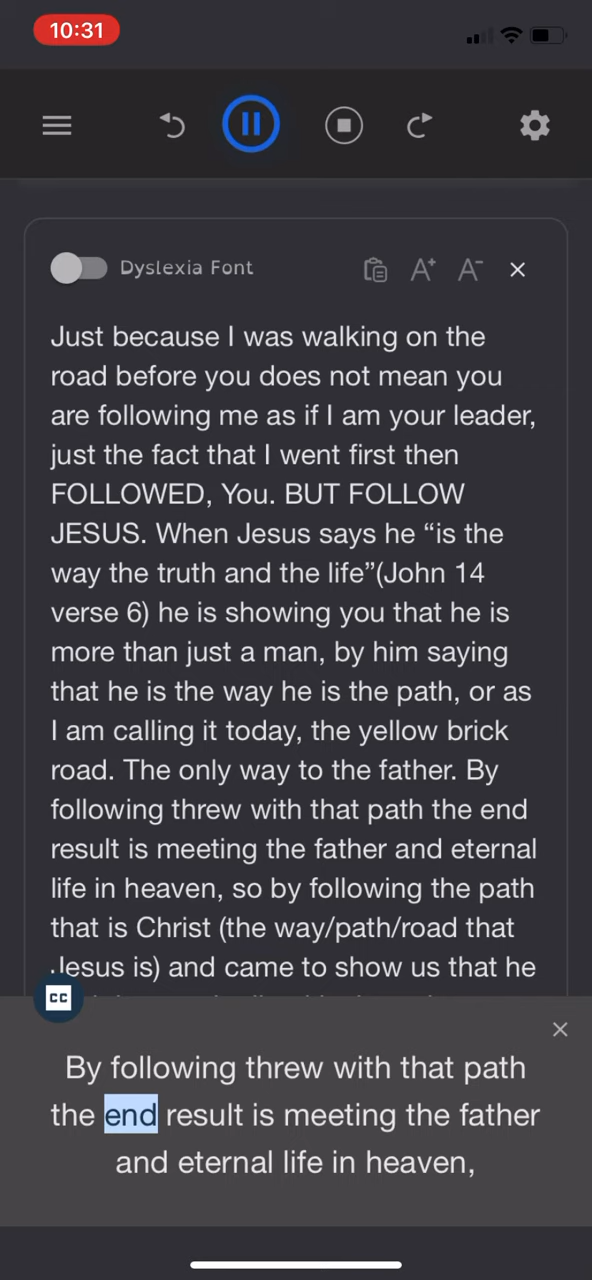 10:31
Dyslexia Font
A+
A-
Just because I was walking on the
road before you does not mean you
are following me as if I am your leader,
just the fact that I went first then
FOLLOWED, You. BUT FOLLOW
JESUS. When Jesus says he “is the
way the truth and the life”(John 14
verse 6) he is showing you that he is
more than just a man, by him saying
that he is the way he is the path, or as
I am calling it today, the yellow brick
road. The only way to the father. By
following threw with that path the end
result is meeting the father and eternal
life in heaven, so by following the path
that is Christ (the way/path/road that
Jesus is) and came to show us that he
CC
By following threw with that path
the end result is meeting the father
and eternal life in heaven,